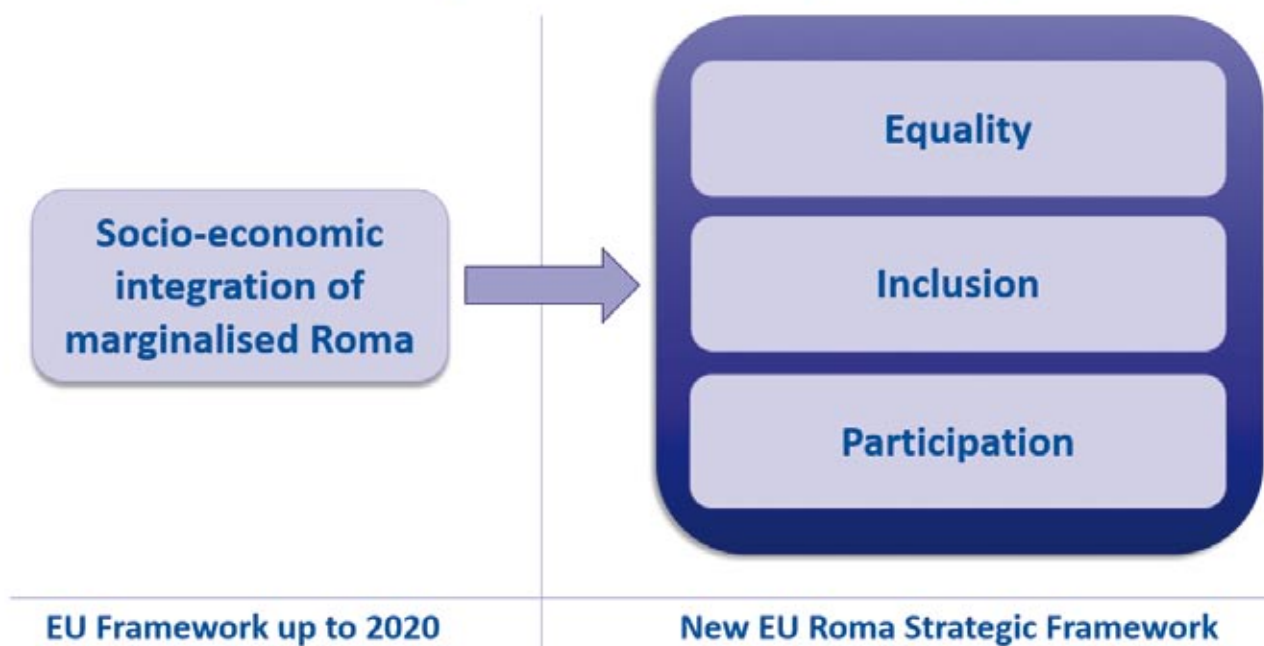 Socio-economic
integration of
marginalised Roma
Equality
Inclusion
Participation
EU Framework up to 2020
New EU Roma Strategic Framework